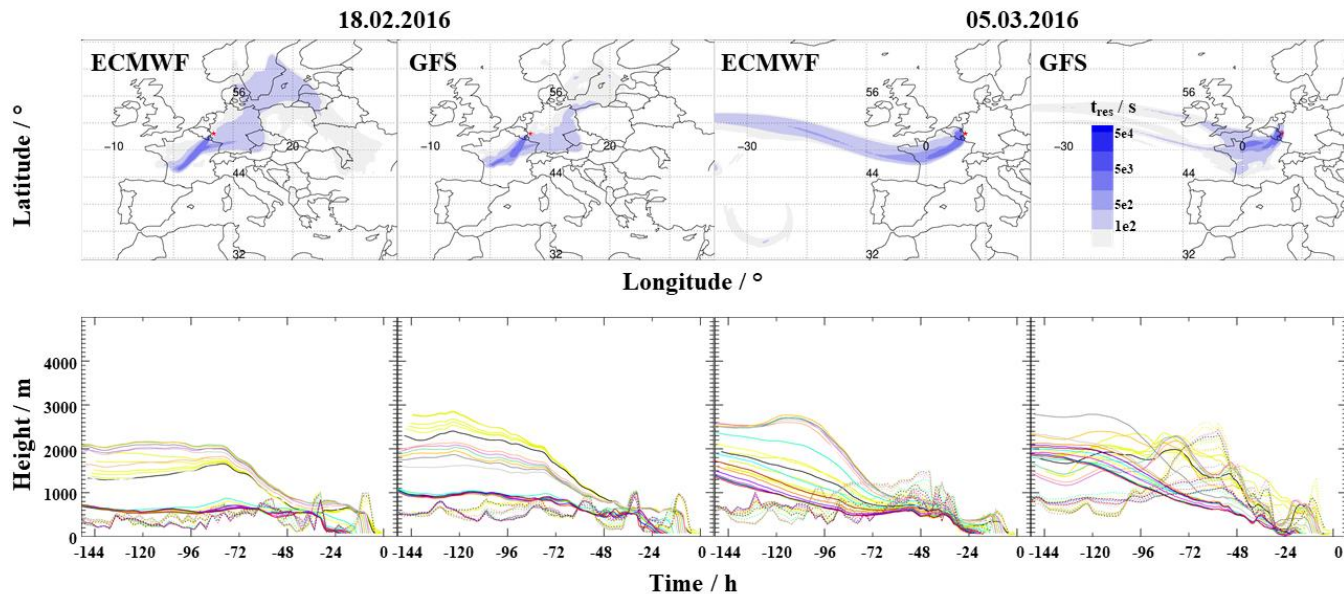 18.02.2016 05.03.2016
ECMWF GFS ECMWF GFS
56 56 56 56
t_res / s
5e4
-10 20 -10 20 -30 0 -30 0
5e3
44 44 44 44
5e2
1e2
32 32 32 32
Latitude / °
Longitude / °
4000
3000
2000
1000
0
Height / m
-144 -120 -96 -72 -48 -24 0 -144 -120 -96 -72 -48 -24 0 -144 -120 -96 -72 -48 -24 0 -144 -120 -96 -72 -48 -24 0
Time / h